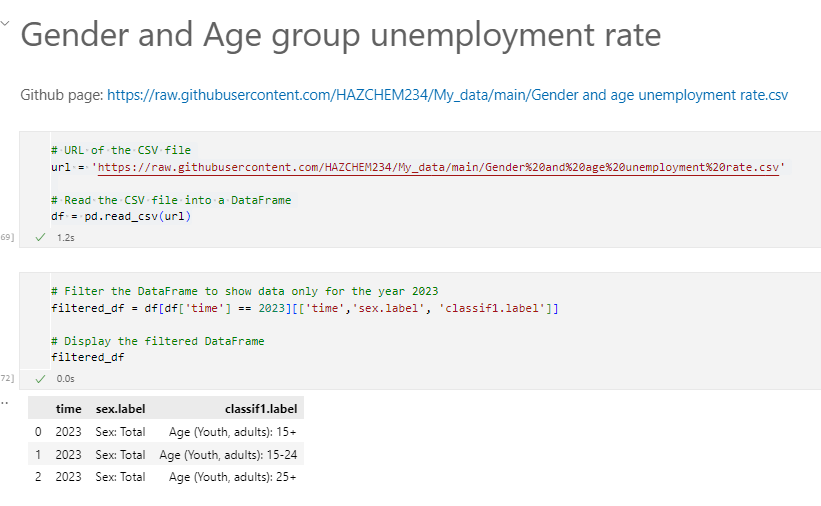 Gender and Age group unemployment rate
Github page: https://raw.githubusercontent.com/HAZCHEM234/My_data/main/Gender and age unemployment rate.csv
# URL of the CSV file
url = 'https://raw.githubusercontent.com/HAZCHEM234/My_data/main/Gender%20and%20age%20unemployment%20rate.csv'
# Read the CSV file into a DataFrame
df = pd.read_csv(url)
69] ✓ 1.2s
# Filter the DataFrame to show data only for the year 2023
filtered_df = df[df['time'] == 2023][['time','sex.label', 'classif1.label']]
# Display the filtered DataFrame
filtered_df
72] ✓ 0.0s
time sex.label classif1.label
0 2023 Sex: Total Age (Youth, adults): 15+
1 2023 Sex: Total Age (Youth, adults): 15-24
2 2023 Sex: Total Age (Youth, adults): 25+